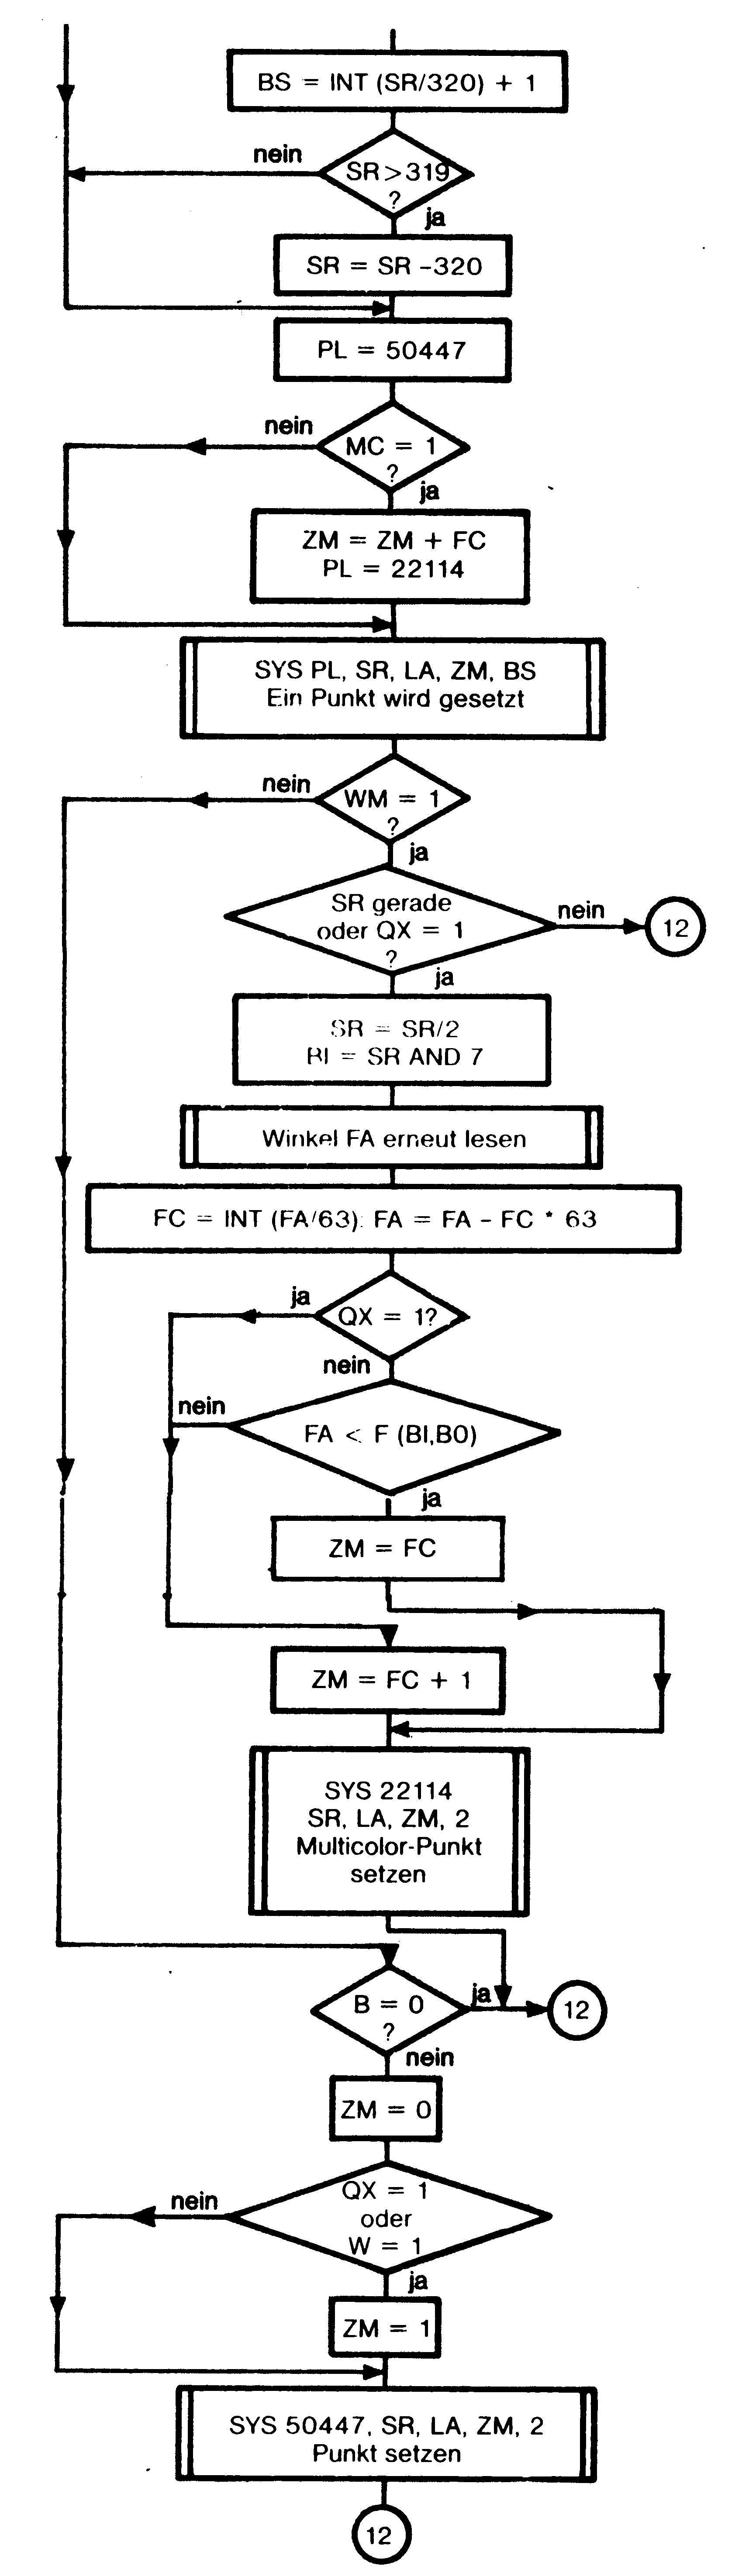 BS = INT (SR/320) + 1
nein
SR > 319
?
ja
SR = SR -320
PL = 50447
nein
MC = 1
?
ja
ZM = ZM + FC
PL = 22114
SYS PL, SR, LA, ZM, BS
Ein Punkt wird gesetzt
nein
WM = 1
?
ja
SR gerade
oder QX = 1
?
nein
12
ja
SR = SR/2
BI = SR AND 7
Winkel FA erneut lesen
FC = INT (FA/63): FA = FA - FC * 63
ja
QX = 1?
nein
nein
FA < F (BI,B0)
ja
ZM = FC
ZM = FC + 1
SYS 22114
SR, LA, ZM, 2
Multicolor-Punkt
setzen
B = 0
?
ja
12
nein
ZM = 0
nein
QX = 1
oder
W = 1
ja
ZM = 1
SYS 50447, SR, LA, ZM, 2
Punkt setzen
12